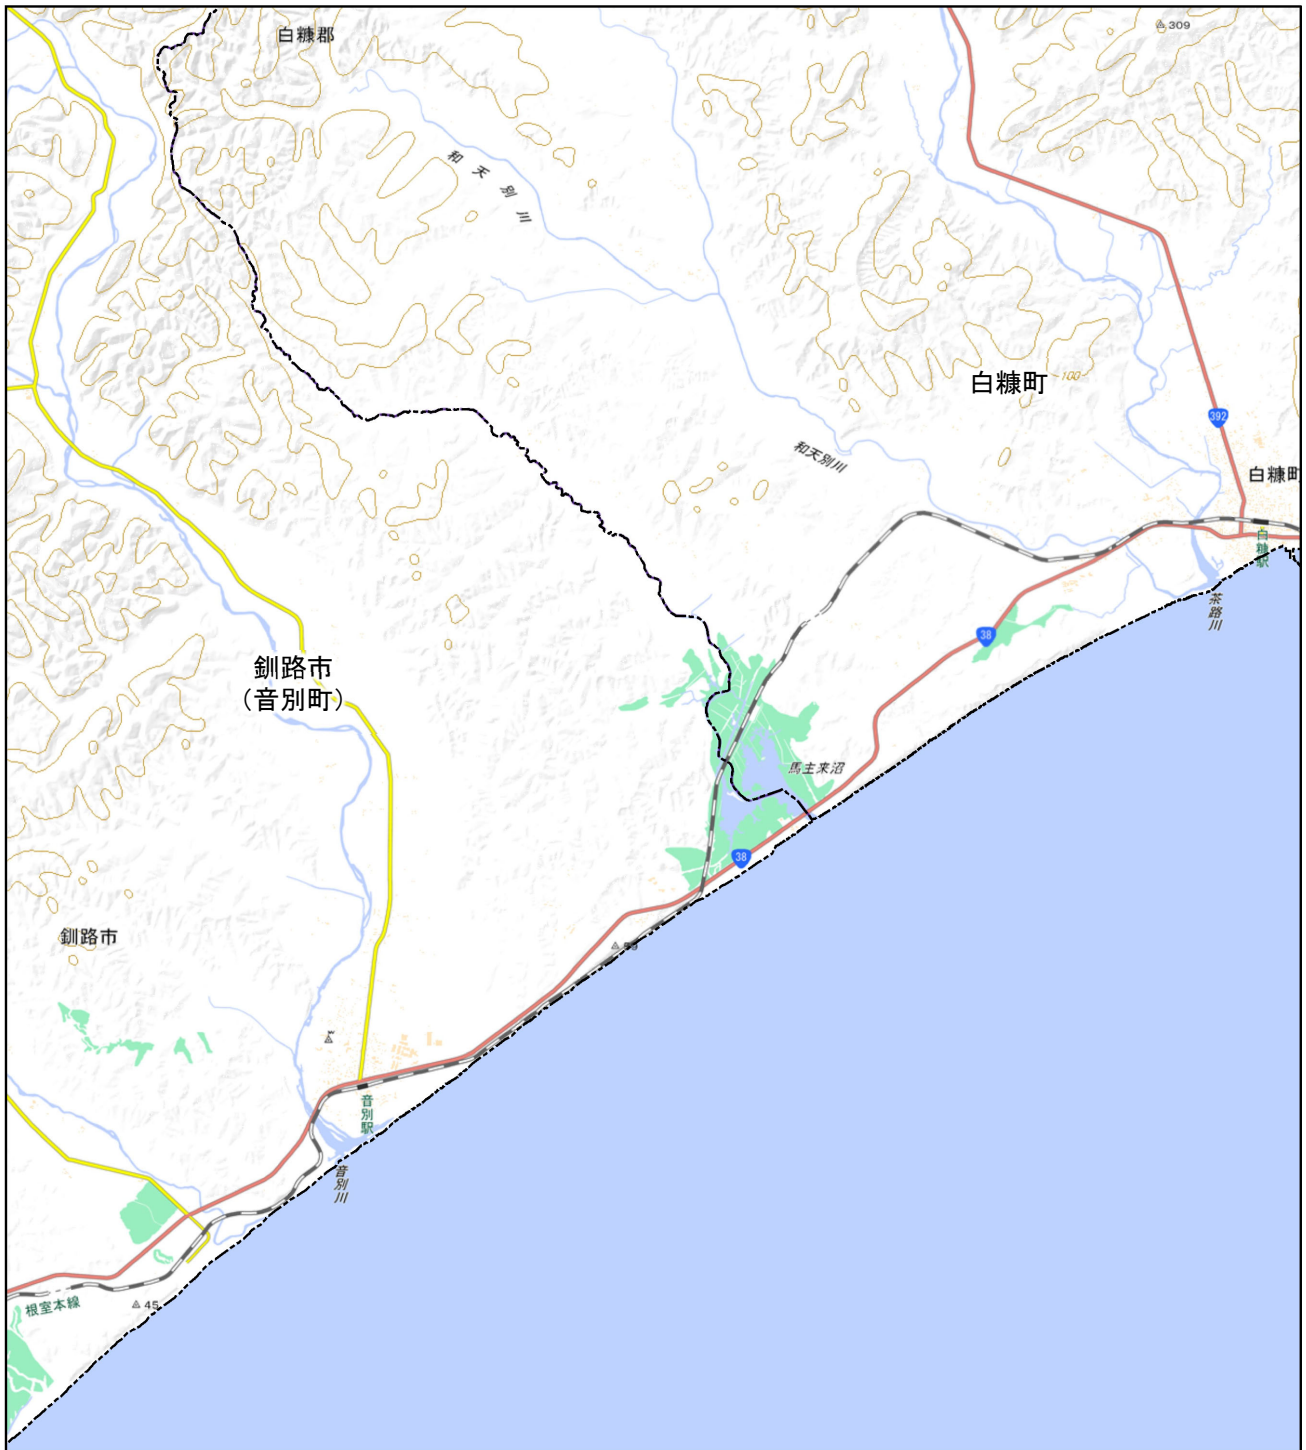 白糠郡
309
和天別川
白糠町
100
392
和天別川
白糠町
白糠駅
茶路川
38
釧路市
(音別町)
馬主来沼
38
釧路市
音別駅
音別川
根室本線
45